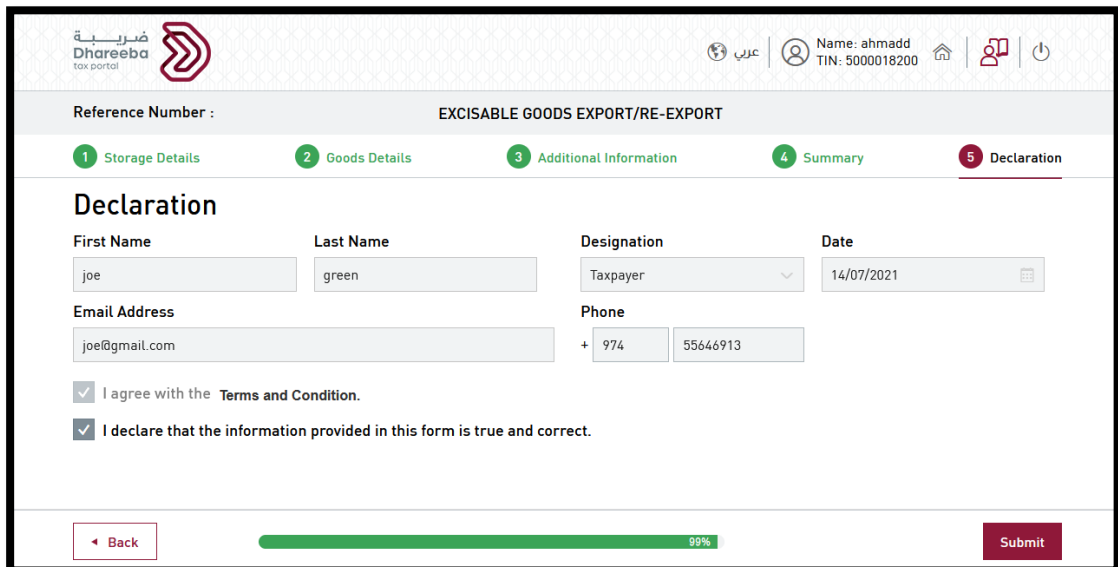 ضريبة
Dhareeba
tax portal
عربي
Name: ahmadd
TIN: 5000018200
Reference Number :
EXCISABLE GOODS EXPORT/RE-EXPORT
1 Storage Details
2 Goods Details
3 Additional Information
4 Summary
5 Declaration
Declaration
First Name
Last Name
Designation
Date
joe
green
Taxpayer
14/07/2021
Email Address
Phone
joe@gmail.com
+ 974 55646913
I agree with the Terms and Condition.
I declare that the information provided in this form is true and correct.
Back
99%
Submit